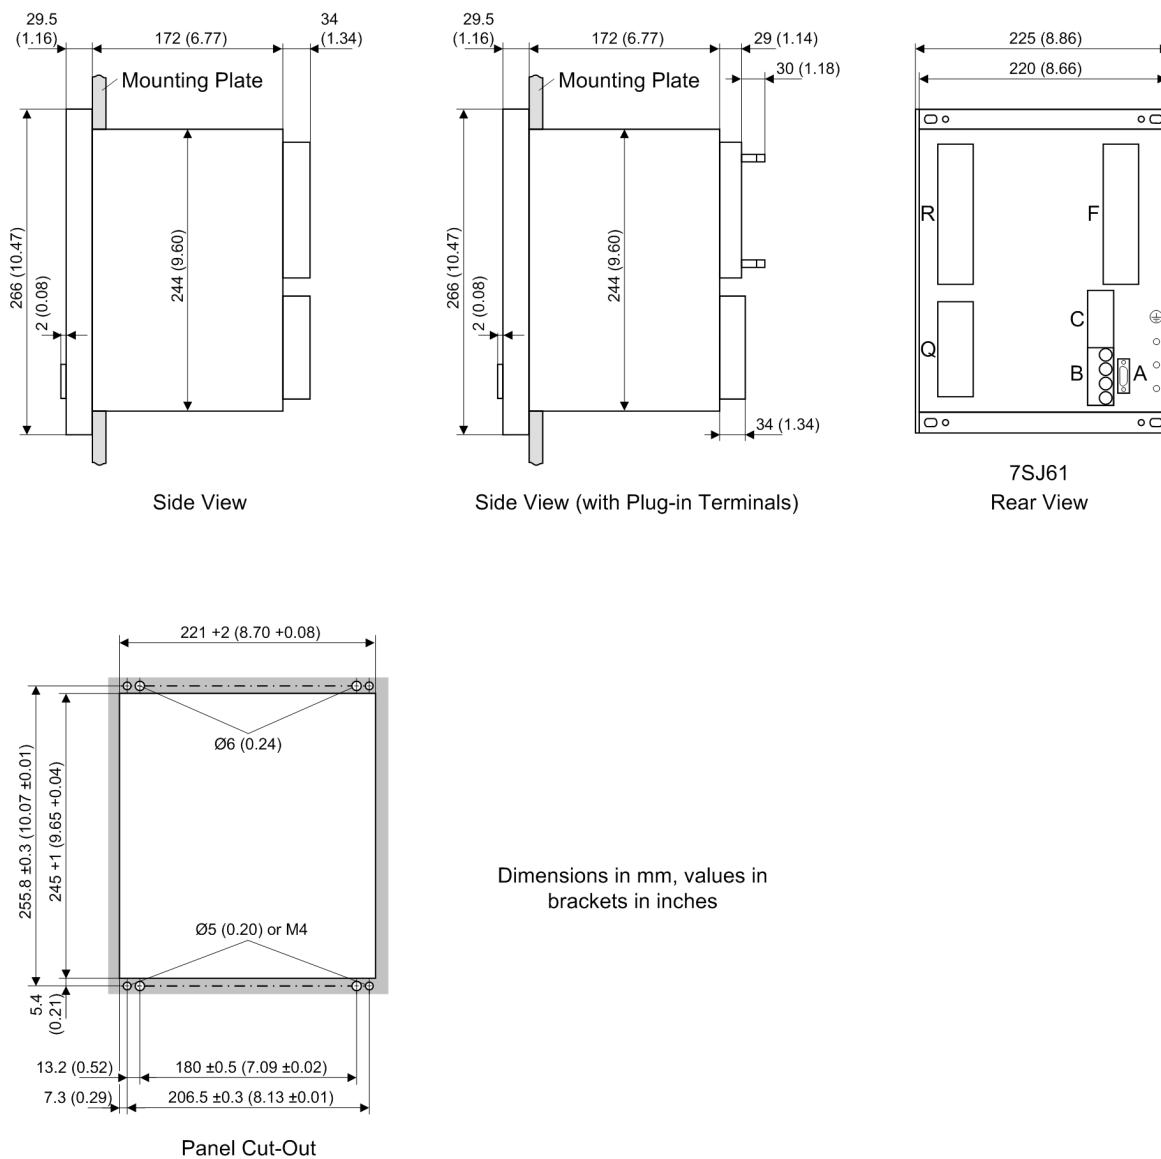 29.5
(1.16)
172 (6.77)
34
(1.34)
Mounting Plate
266 (10.47)
2 (0.08)
244 (9.60)
Side View
29.5
(1.16)
172 (6.77)
29 (1.14)
30 (1.18)
Mounting Plate
266 (10.47)
2 (0.08)
244 (9.60)
34 (1.34)
Side View (with Plug-in Terminals)
225 (8.86)
220 (8.66)
R
F
Q
C
B
A
7SJ61
Rear View
221 +2 (8.70 +0.08)
Ø6 (0.24)
255.8 ±0.3 (10.07 ±0.01)
245 +1 (9.65 +0.04)
Ø5 (0.20) or M4
5.4
(0.21)
13.2 (0.52)
180 ±0.5 (7.09 ±0.02)
7.3 (0.29)
206.5 ±0.3 (8.13 ±0.01)
Panel Cut-Out
Dimensions in mm, values in
brackets in inches